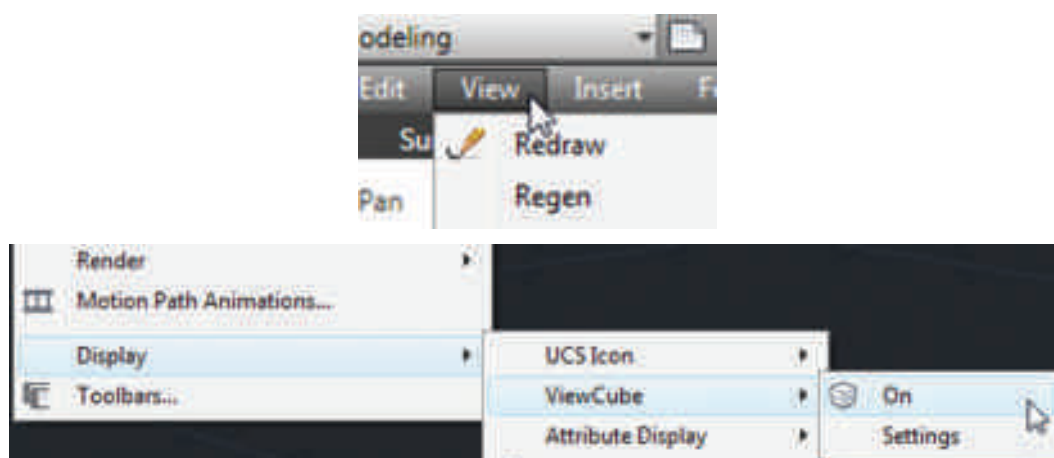 odeling
Edit View Insert F
Su Redraw
Pan Regen
Render
Motion Path Animations...
Display UCS Icon
Toolbars... ViewCube On
Attribute Display Settings